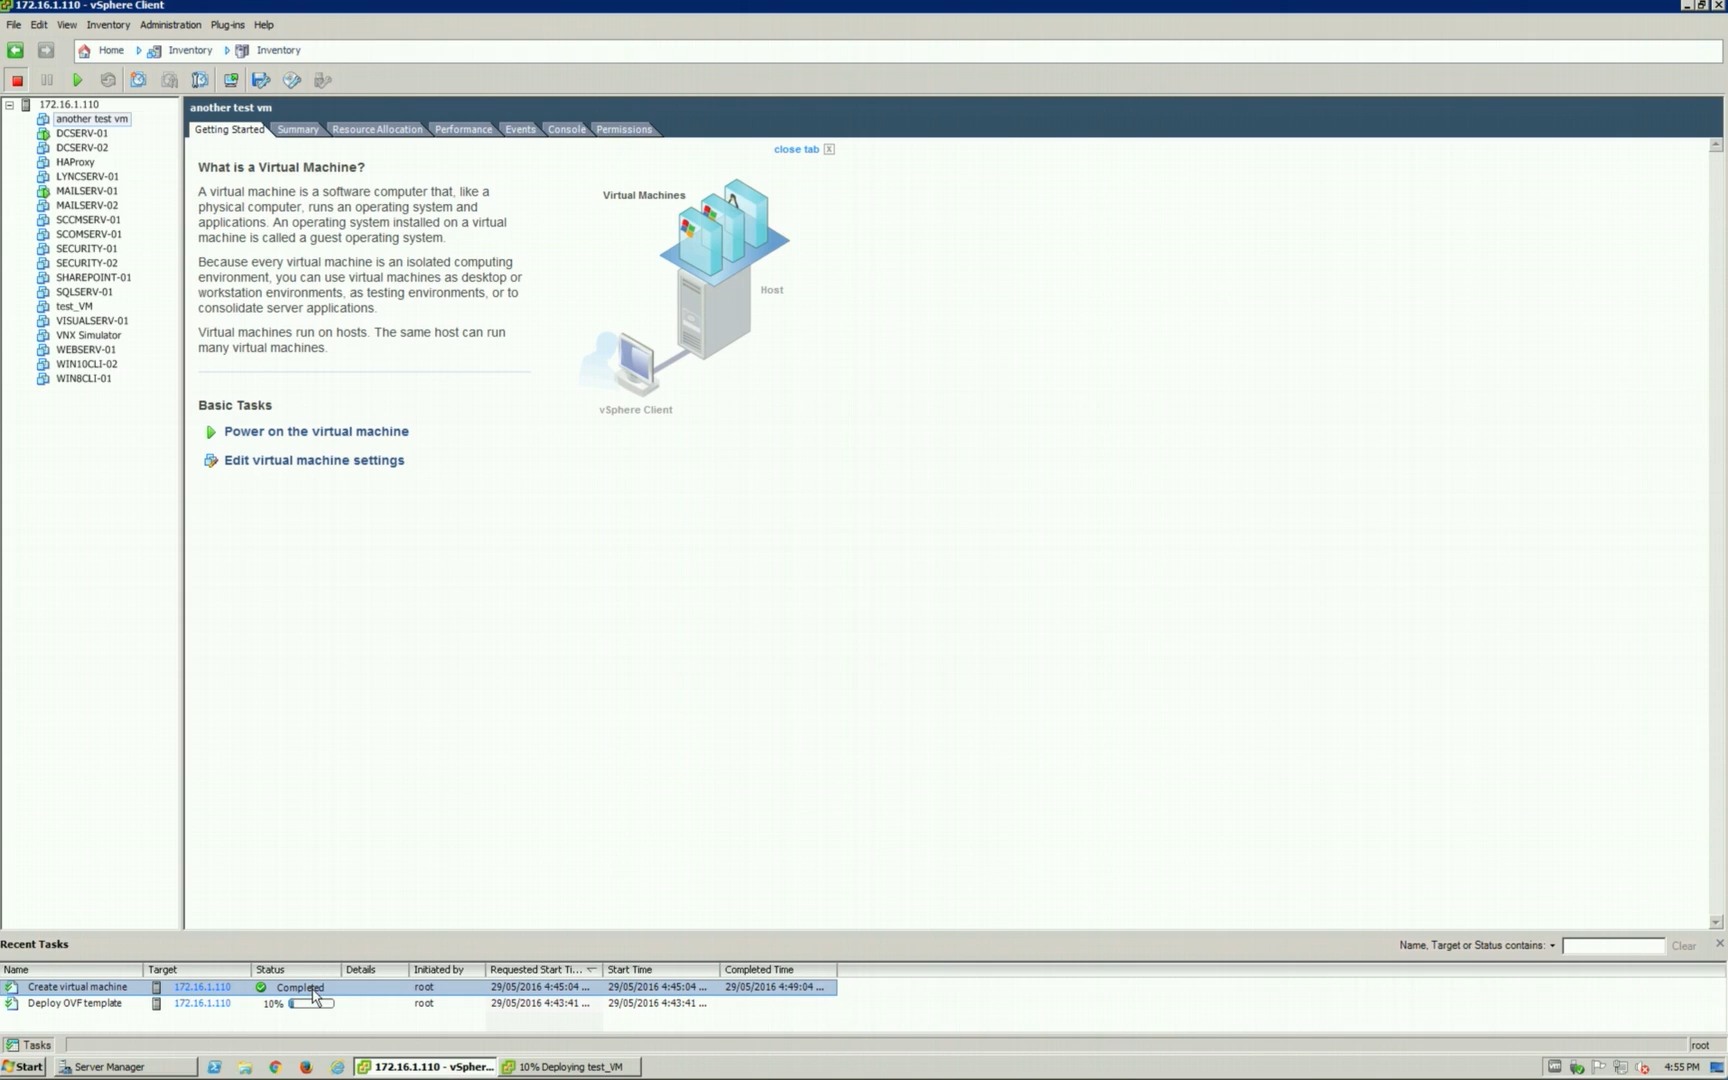 172.16.1.110 - vSphere Client
File Edit View Inventory Administration Plug-ins Help
Home Inventory Inventory
172.16.1.110
another test vm
DCSERV-01
DCSERV-02
HAProxy
LYNCSERV-01
MAILSERV-01
MAILSERV-02
SCCMSERV-01
SCOMSERV-01
SECURITY-01
SECURITY-02
SHAREPOINT-01
SQLSERV-01
test_VM
VISUALSERV-01
VNX Simulator
WEBSERV-01
WIN10CLI-02
WIN8CLI-01
another test vm
Getting Started Summary Resource Allocation Performance Events Console Permissions
close tab X
What is a Virtual Machine?
A virtual machine is a software computer that, like a
physical computer, runs an operating system and
applications. An operating system installed on a virtual
machine is called a guest operating system.
Because every virtual machine is an isolated computing
environment, you can use virtual machines as desktop or
workstation environments, as testing environments, or to
consolidate server applications.
Virtual machines run on hosts. The same host can run
many virtual machines.
Virtual Machines
Host
vSphere Client
Basic Tasks
Power on the virtual machine
Edit virtual machine settings
Recent Tasks
Name, Target or Status contains: Clear
Name Target Status Details Initiated by Requested Start Ti... Start Time Completed Time
Create virtual machine 172.16.1.110 Completed root 29/05/2016 4:45:04 ... 29/05/2016 4:45:04 ... 29/05/2016 4:49:04 ...
Deploy OVF template 172.16.1.110 10% root 29/05/2016 4:43:41 ... 29/05/2016 4:43:41 ...
Tasks root
Start Server Manager 172.16.1.110 - vSpher... 10% Deploying test_VM 4:55 PM